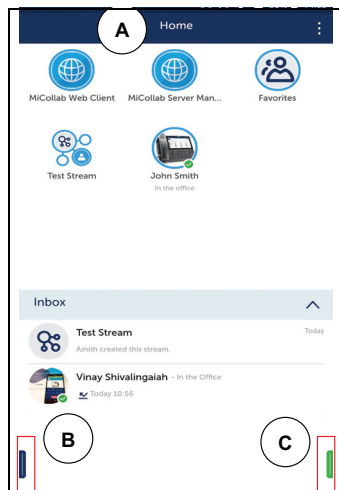 A
Home
MiCollab Web Client
MiCollab Server Man...
Favorites
Test Stream
John Smith
In the office
Inbox
Test Stream
Today
Amith created this stream.
Vinay Shivalingaiah – In the Office
Today 10:56
B
C